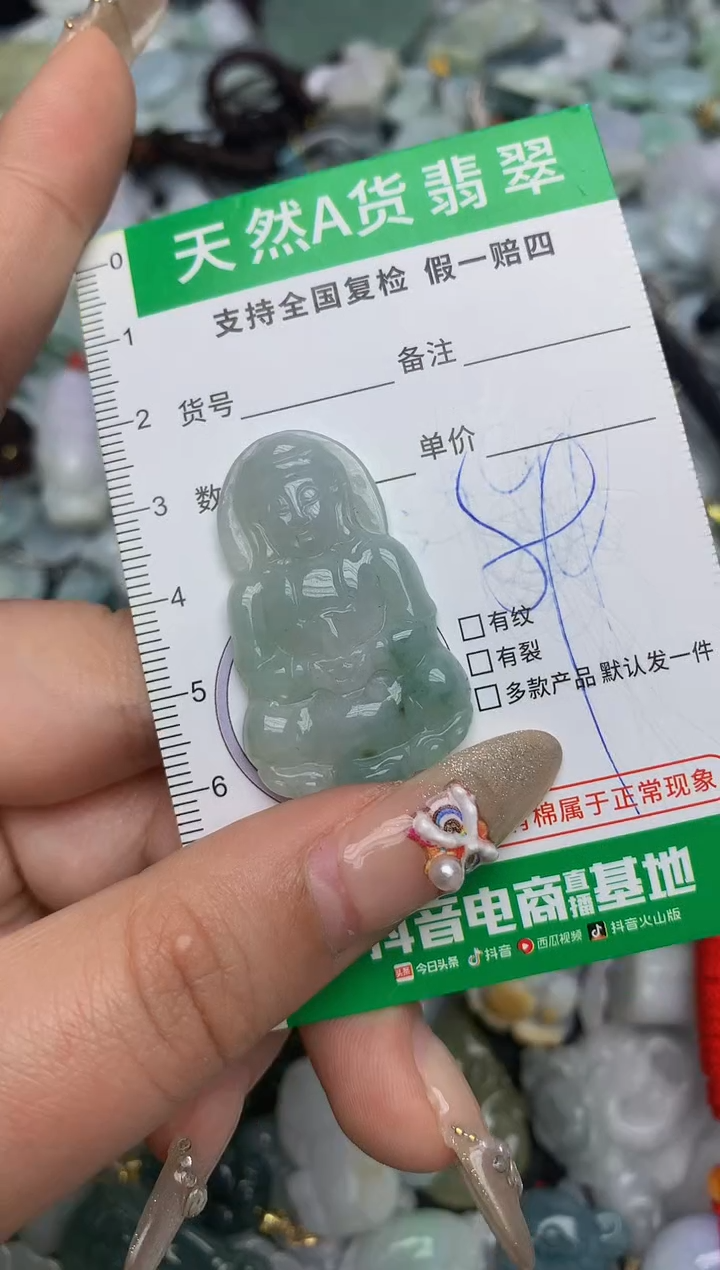 天然A货翡翠
支持全国复检 假一赔四
0
1
2
3
4
5
6
货号 备注
数 单价
有纹
有裂
多款产品 默认发一件
棉属于正常现象
抖音电商直播基地
头条 今日头条 抖音 西瓜视频 抖音火山版